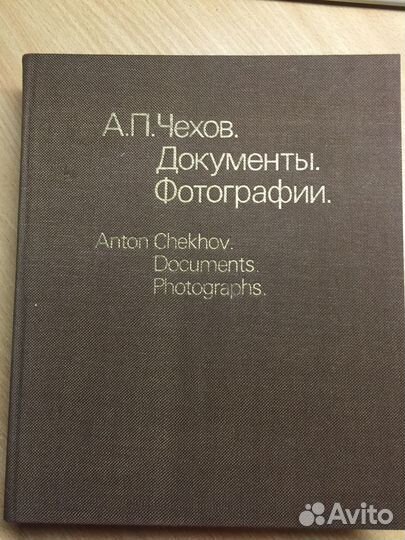 А.П.Чехов.
Документы.
Фотографии.
Anton Chekhov.
Documents.
Photographs.
Avito